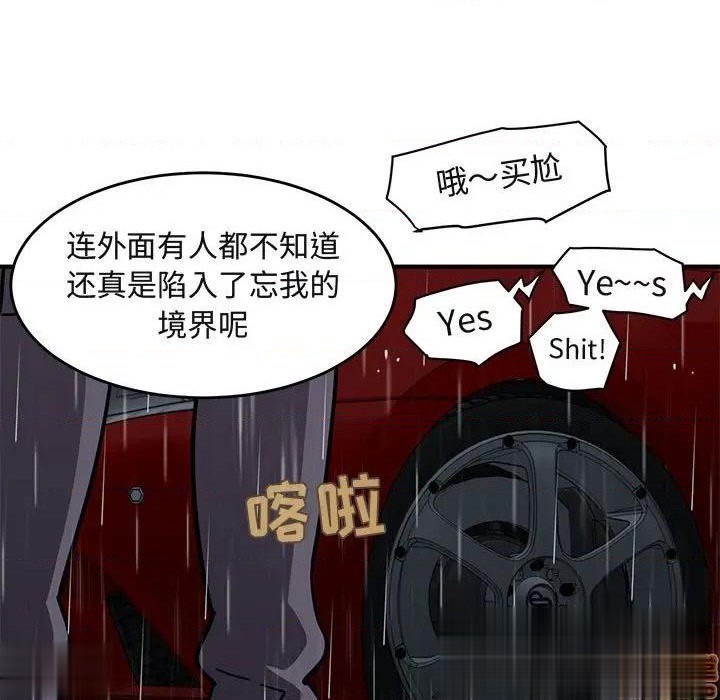 哦～买尬
连外面有人都不知道
还真是陷入了忘我的
境界呢
Yes
Ye~~s
Shit!
喀啦